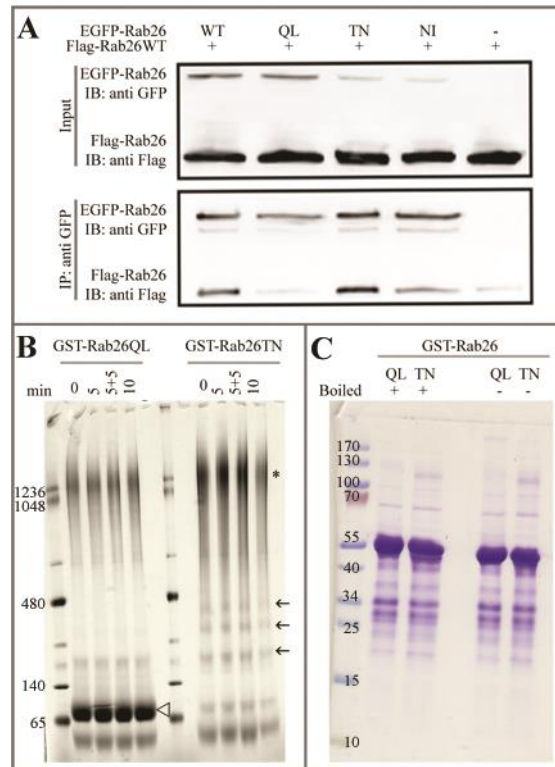 A
EGFP-Rab26 WT QL TN NI -
Flag-Rab26WT + + + + +
Input
EGFP-Rab26
IB: anti GFP
Flag-Rab26
IB: anti Flag
IP: anti GFP
EGFP-Rab26
IB: anti GFP
Flag-Rab26
IB: anti Flag
B
GST-Rab26QL GST-Rab26TN
min 0 5 5+5 10 0 5 5+5 10
*
1236
1048
480
140
65
C
GST-Rab26
QL TN QL TN
Boiled + + - -
170
130
100
70
55
40
34
25
15
10